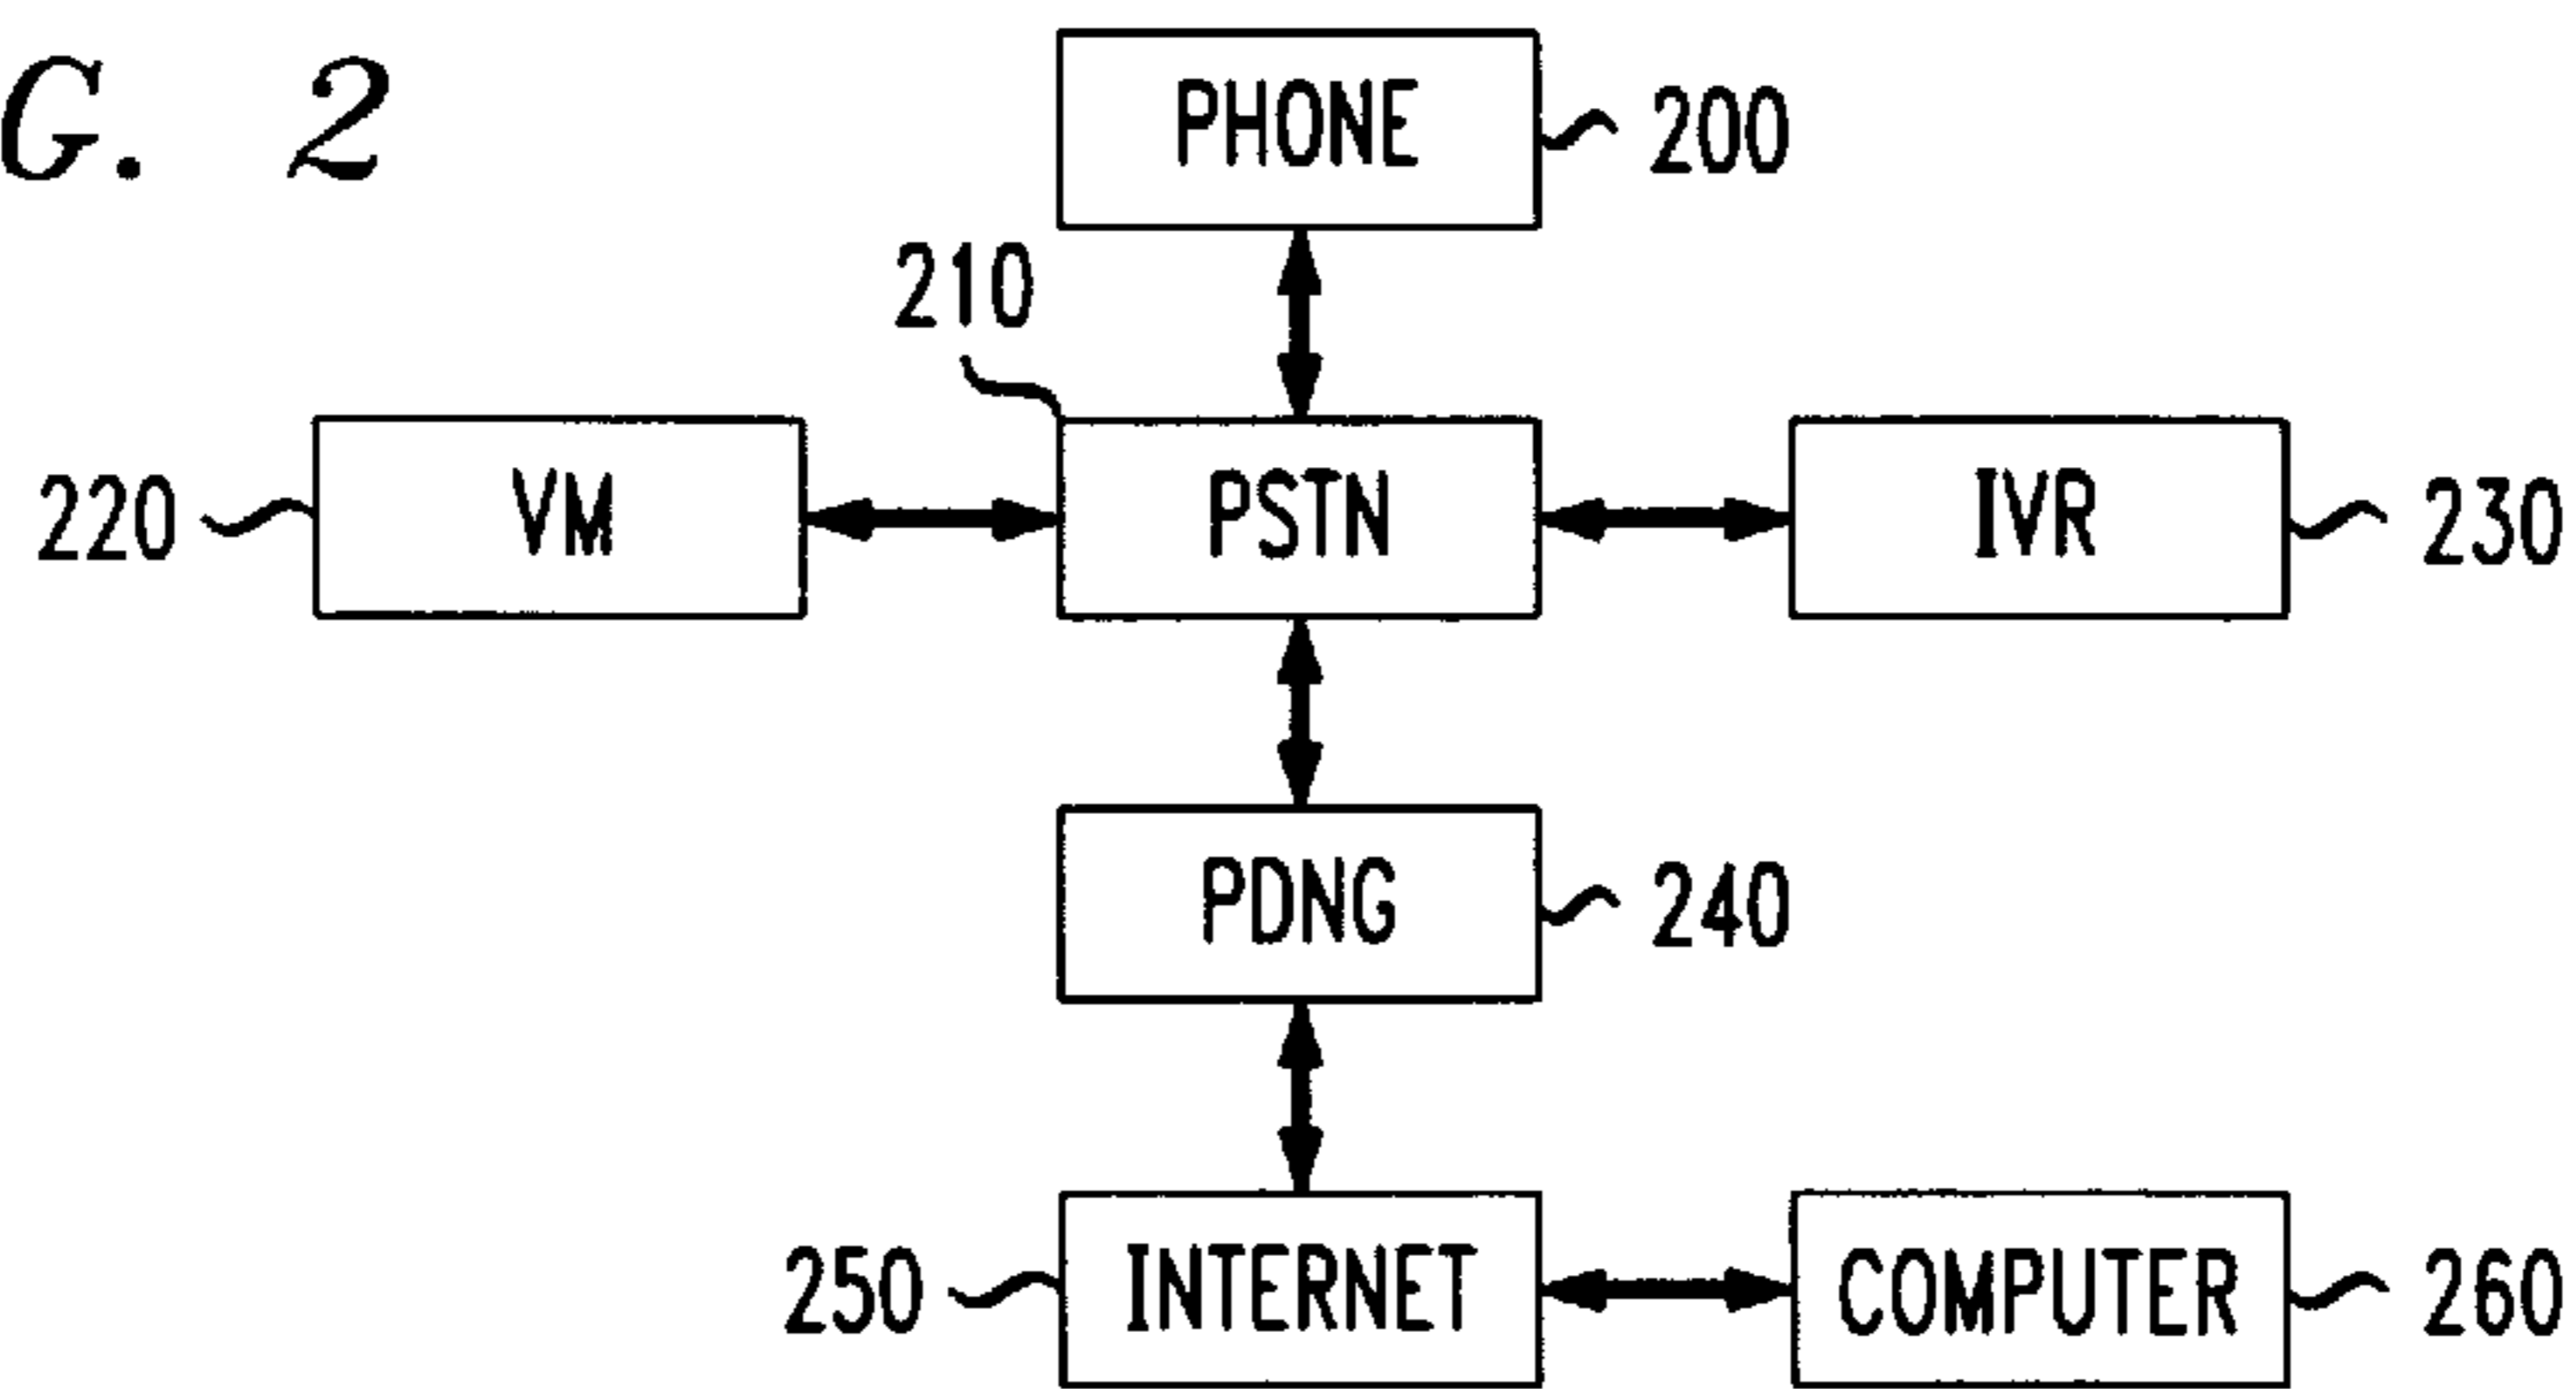 G. 2
PHONE 200
210
220 VM PSTN IVR 230
PDNG 240
250 INTERNET COMPUTER 260